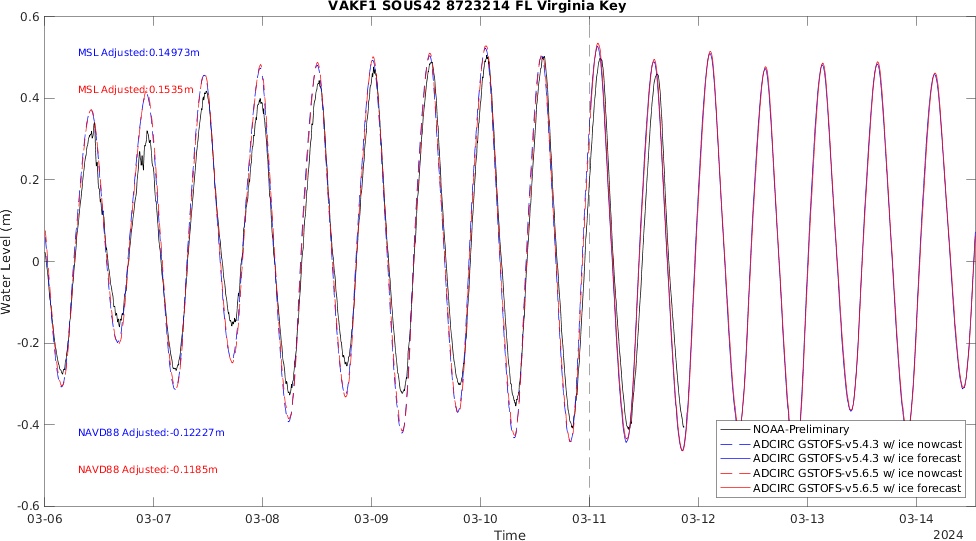 VAKF1 SOUS42 8723214 FL Virginia Key
0.6
0.4
0.2
0
-0.2
-0.4
-0.6
Water Level (m)
MSL Adjusted:0.14973m
MSL Adjusted:0.1535m
NAVD88 Adjusted:-0.12227m
NAVD88 Adjusted:-0.1185m
NOAA-Preliminary
ADCIRC GSTOFS-v5.4.3 w/ ice nowcast
ADCIRC GSTOFS-v5.4.3 w/ ice forecast
ADCIRC GSTOFS-v5.6.5 w/ ice nowcast
ADCIRC GSTOFS-v5.6.5 w/ ice forecast
03-06 03-07 03-08 03-09 03-10 03-11 03-12 03-13 03-14
Time
2024